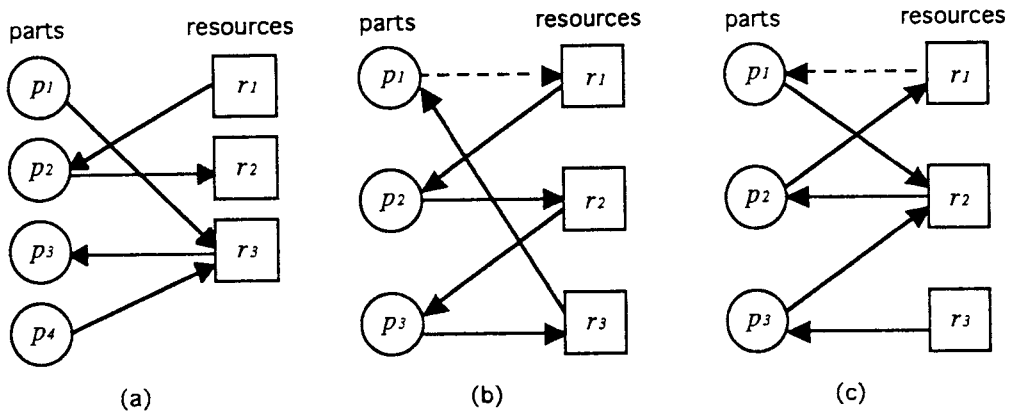 parts resources
p1 r1
p2 r2
p3 r3
p4
(a)
parts resources
p1 r1
p2 r2
p3 r3
(b)
parts resources
p1 r1
p2 r2
p3 r3
(c)